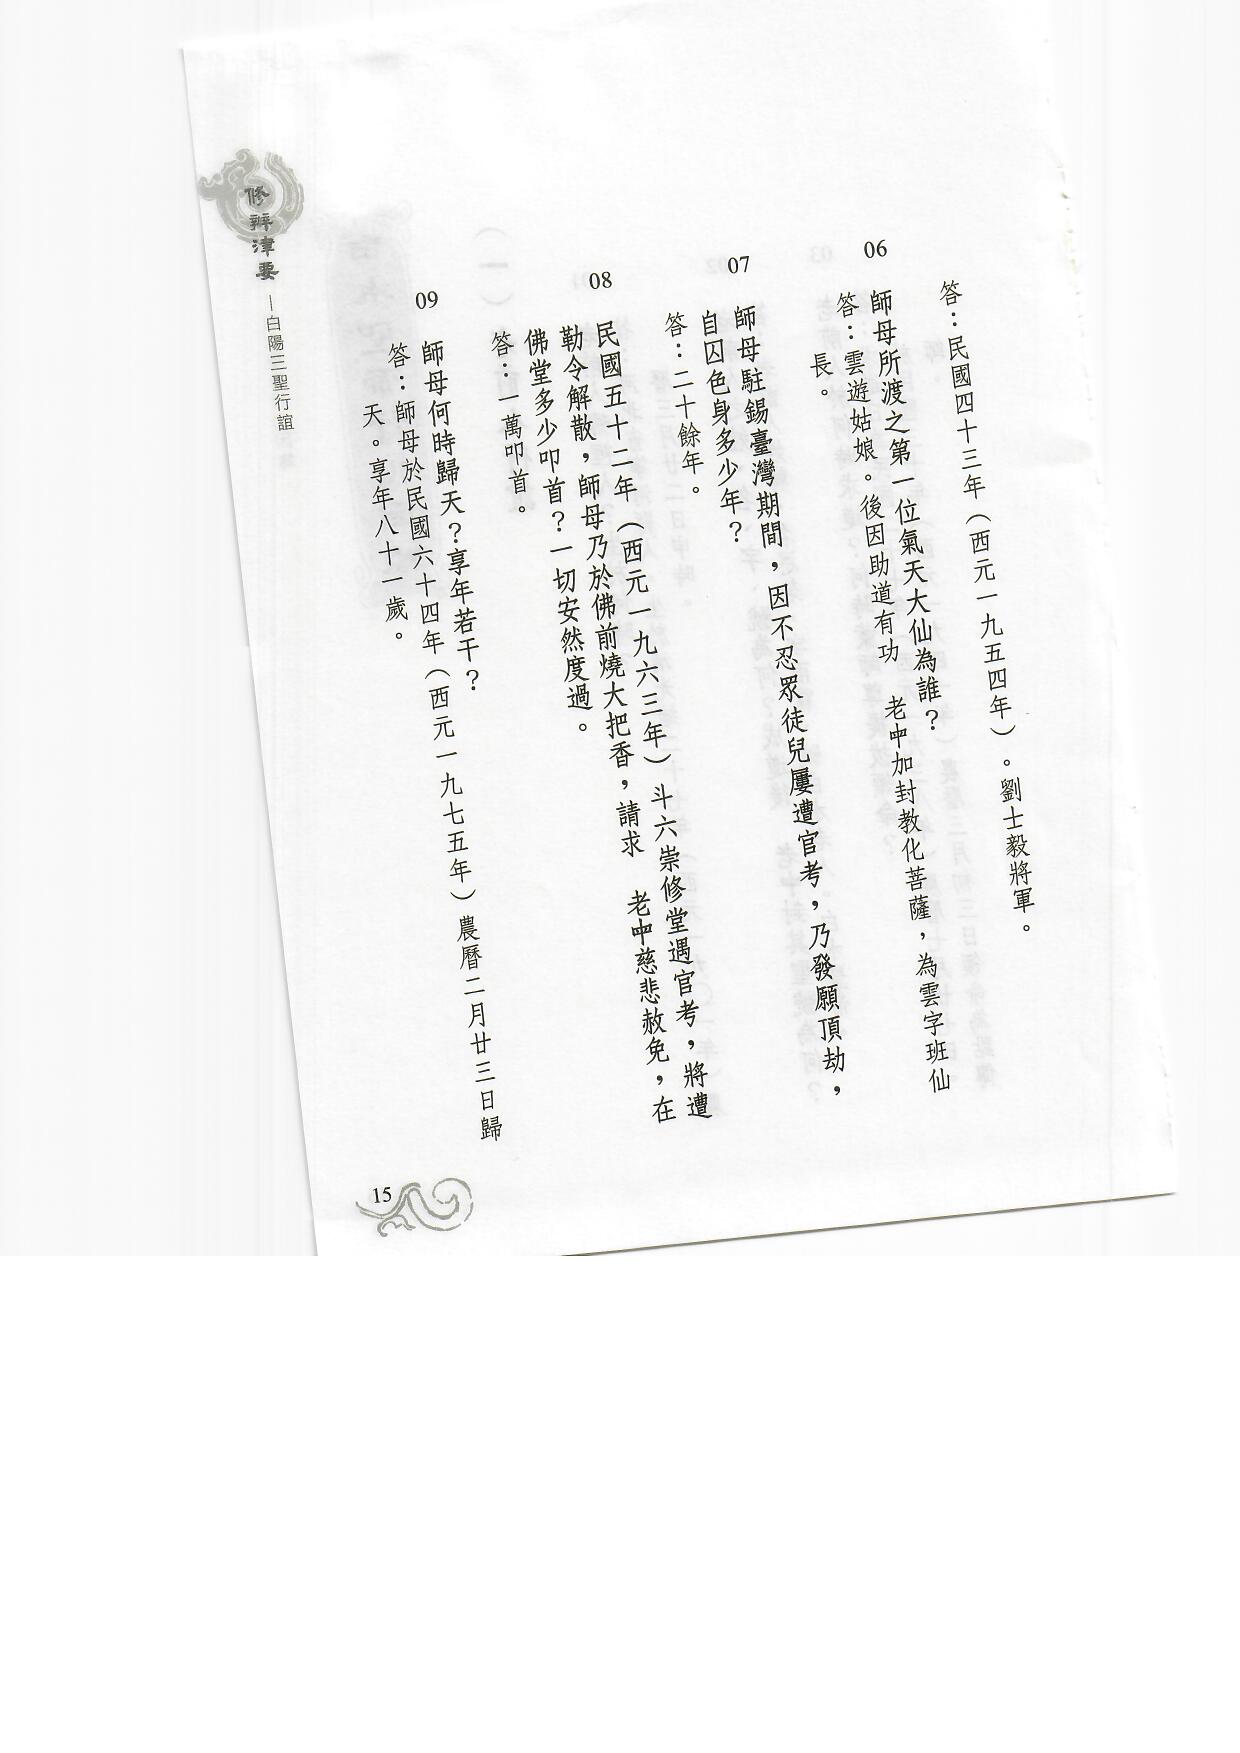 答：民國四十三年（西元一九五四年）。劉士毅將軍。
06
師母所渡之第一位氣天大仙為誰？
答：雲遊姑娘。後因助道有功　老中加封教化菩薩，為雲字班仙
長。
07
師母駐錫臺灣期間，因不忍眾徒兒屢遭官考，乃發願頂劫，
自囚色身多少年？
答：二十餘年。
08
民國五十二年（西元一九六三年）斗六崇修堂遇官考，將遭
勒令解散，師母乃於佛前燒大把香，請求　老中慈悲赦免，在
佛堂多少叩首？一切安然度過。
答：一萬叩首。
09
師母何時歸天？享年若干？
答：師母於民國六十四年（西元一九七五年）農曆二月廿三日歸
天。享年八十一歲。
修辦津要
—白陽三聖行誼
15